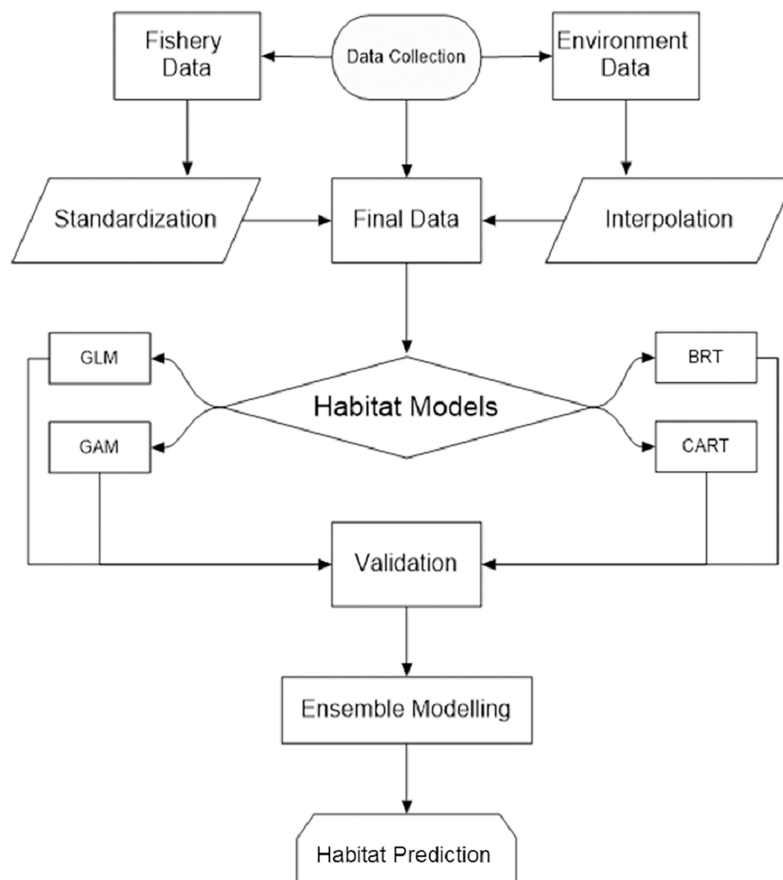 Fishery
Data
Data Collection
Environment
Data
Standardization
Final Data
Interpolation
GLM
BRT
Habitat Models
GAM
CART
Validation
Ensemble Modelling
Habitat Prediction